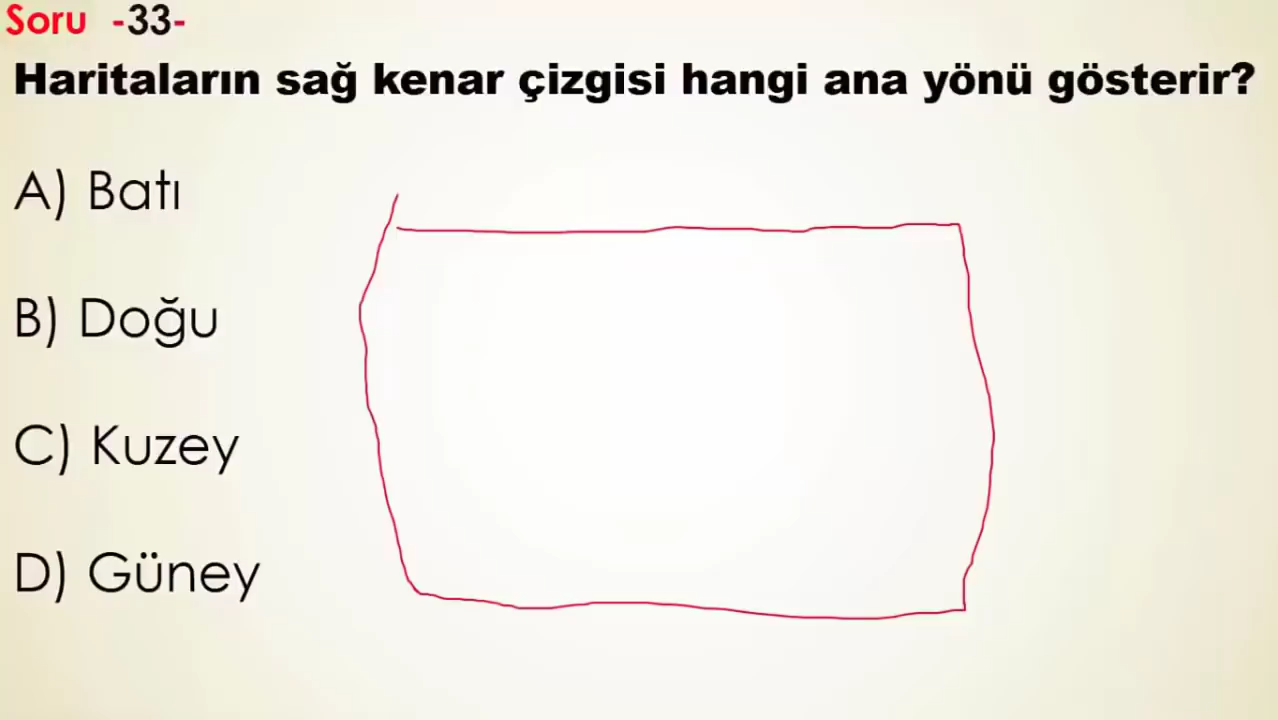 Soru -33-
Haritaların sağ kenar çizgisi hangi ana yönü gösterir?
A) Batı
B) Doğu
C) Kuzey
D) Güney